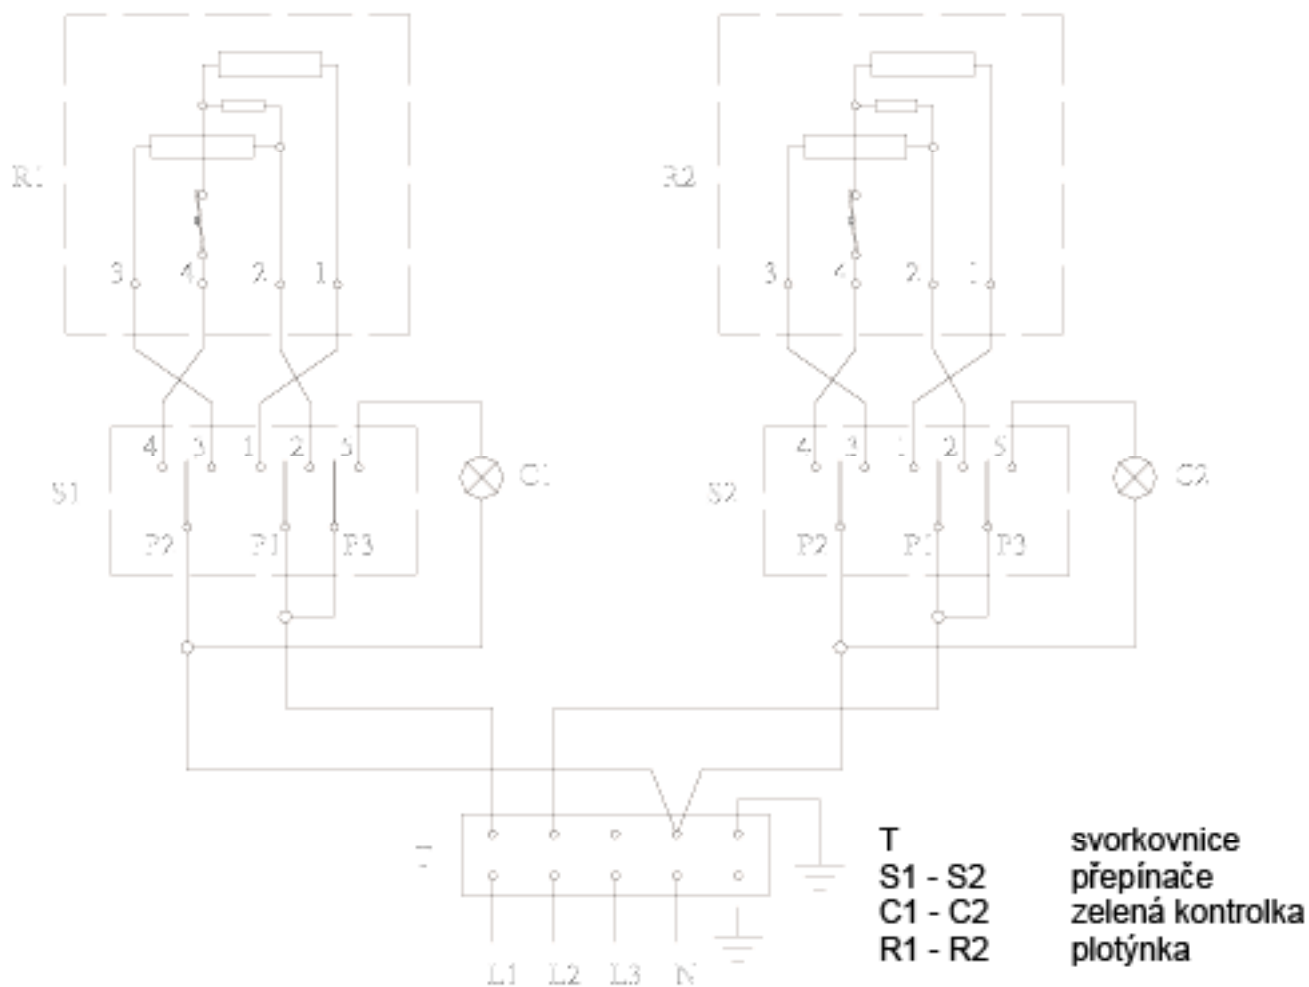 R1
R2
3 4 2 1
3 4 2 1
4 3 1 2 5
4 3 1 2 5
S1
C1
S2
C2
P2 P1 P3
P2 P1 P3
T
L1 L2 L3 N
T svorkovnice
S1 - S2 přepínače
C1 - C2 zelená kontrolka
R1 - R2 plotýnka